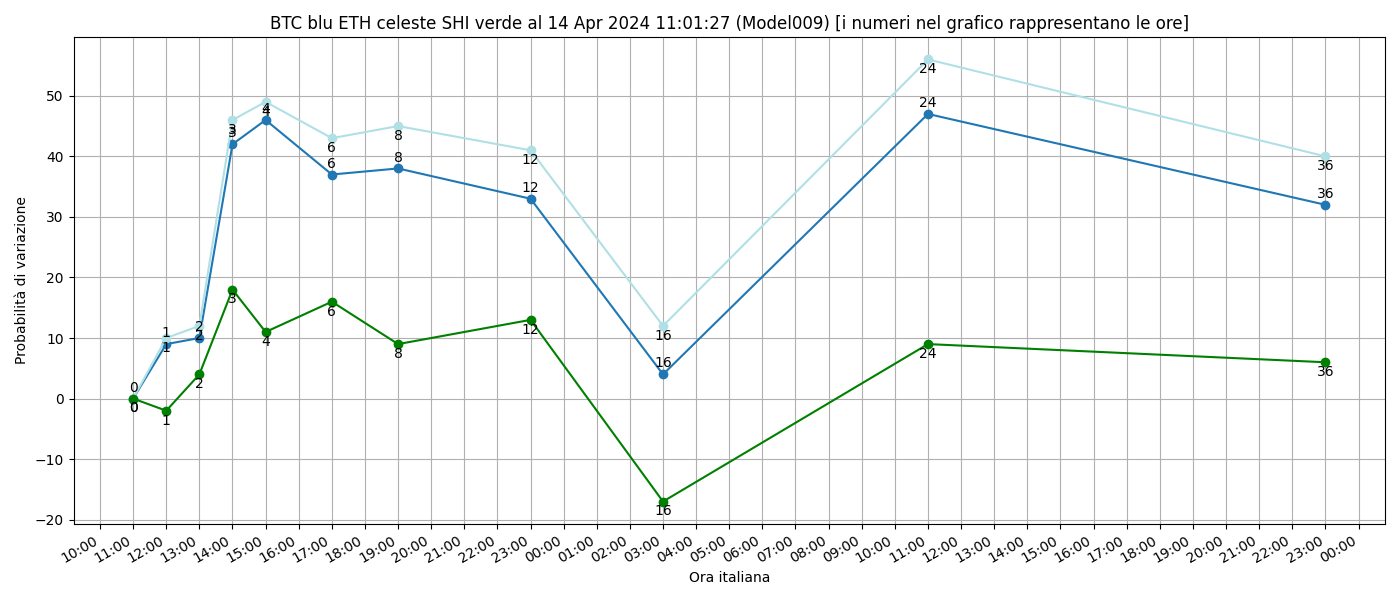 BTC blu ETH celeste SHI verde al 14 Apr 2024 11:01:27 (Model009) [i numeri nel grafico rappresentano le ore]
Probabilità di variazione
50
40
30
20
10
0
−10
−20
0 1 2 3 4 6 8 12 16 24 36
0 1 2 3 4 6 8 12 16 24 36
0 1 2 3 4 6 8 12 16 24 36
10:00 11:00 12:00 13:00 14:00 15:00 16:00 17:00 18:00 19:00 20:00 21:00 22:00 23:00 00:00 01:00 02:00 03:00 04:00 05:00 06:00 07:00 08:00 09:00 10:00 11:00 12:00 13:00 14:00 15:00 16:00 17:00 18:00 19:00 20:00 21:00 22:00 23:00 00:00
Ora italiana